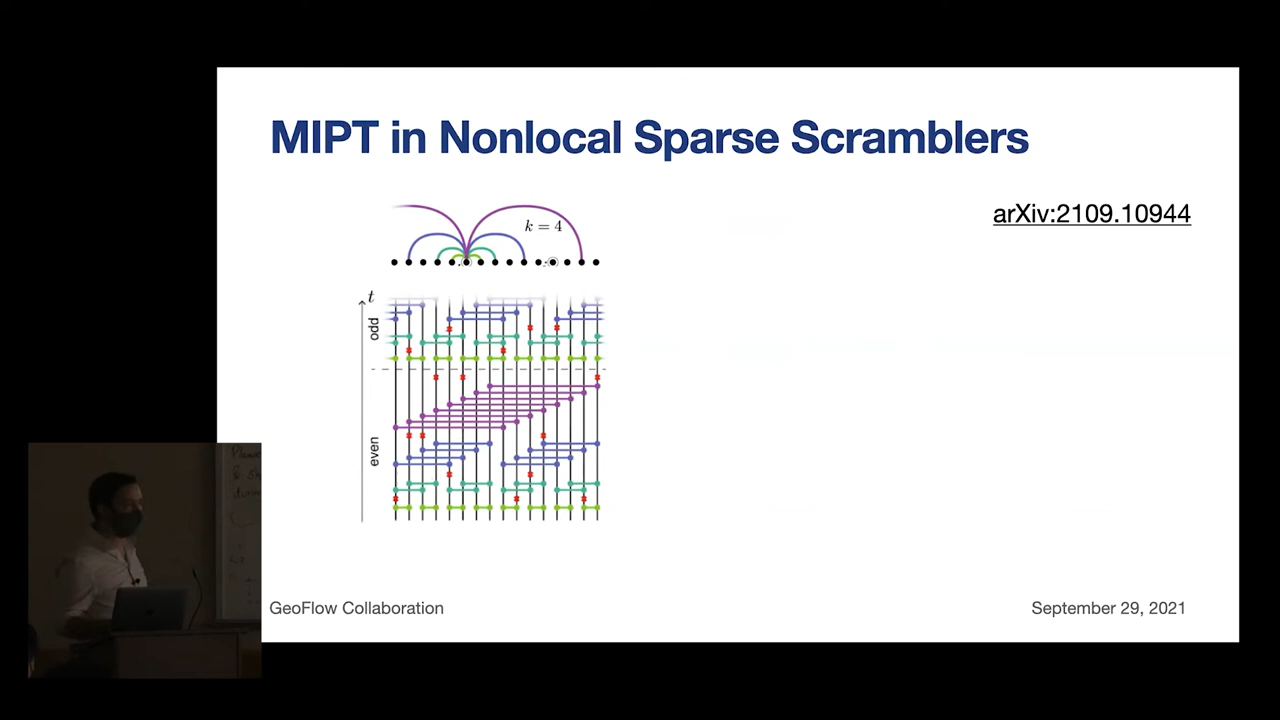 MIPT in Nonlocal Sparse Scramblers
arXiv:2109.10944
k = 4
t
odd
even
GeoFlow Collaboration
September 29, 2021